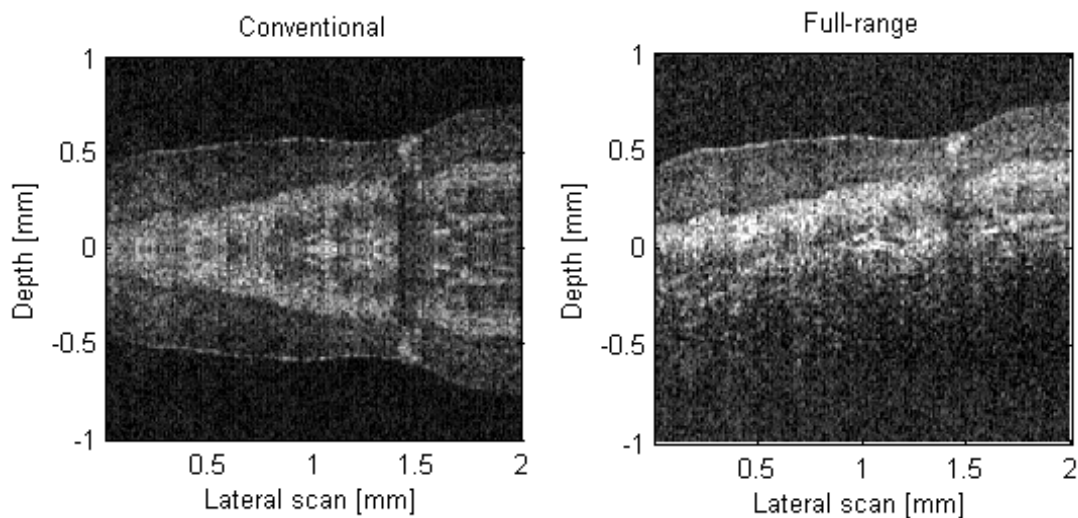 Conventional
1
0.5
0
-0.5
-1
Depth [mm]
0.5 1 1.5 2
Lateral scan [mm]
Full-range
1
0.5
0
-0.5
-1
Depth [mm]
0.5 1 1.5 2
Lateral scan [mm]